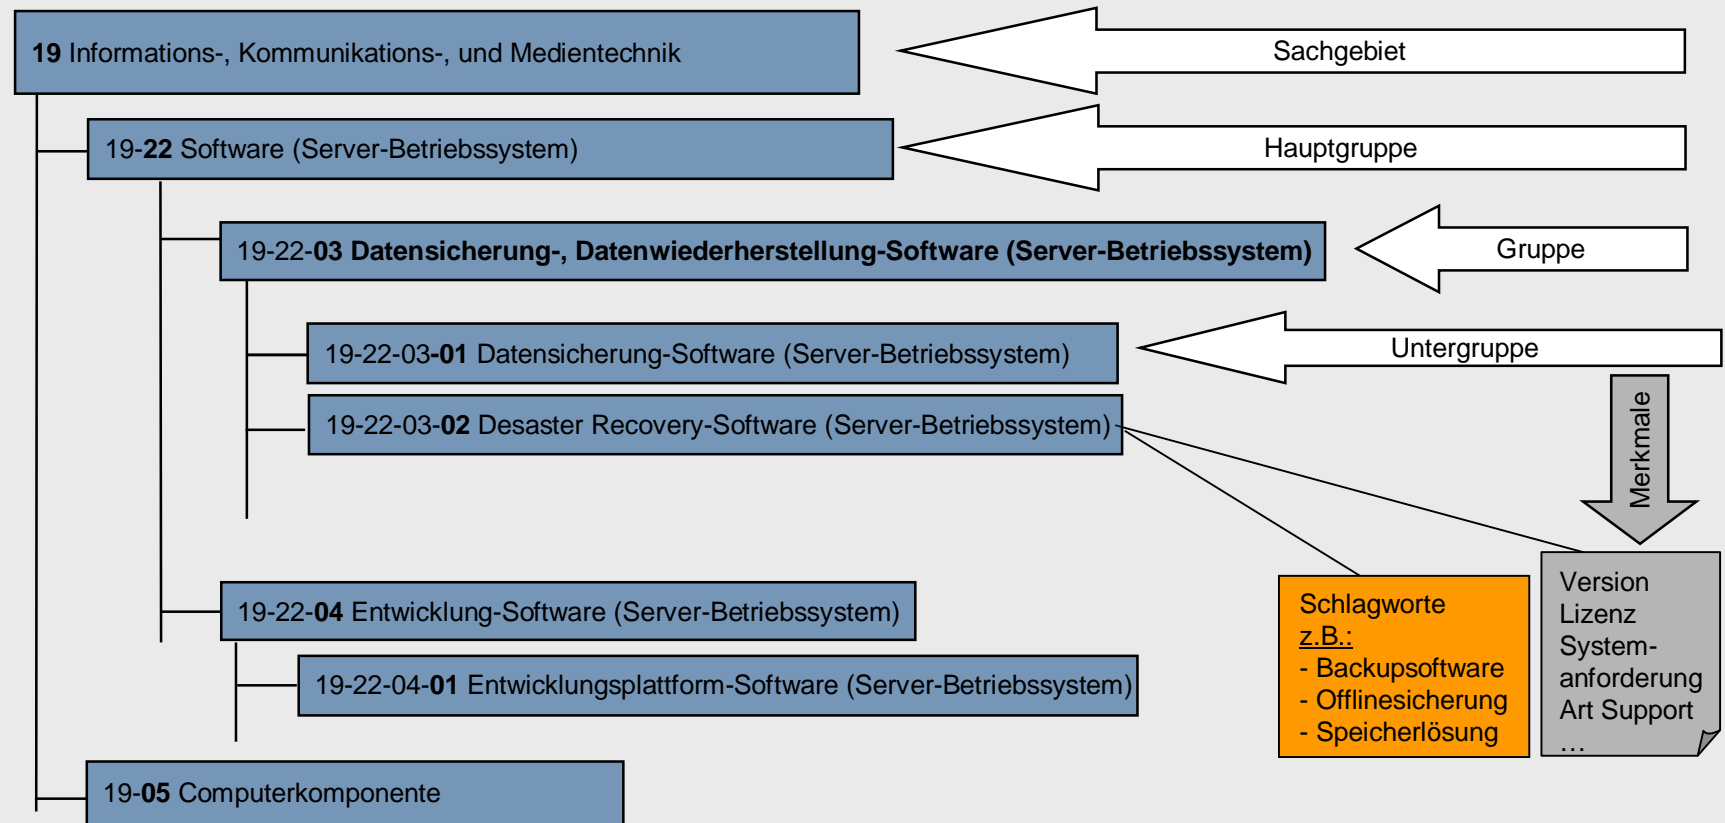 19 Informations-, Kommunikations-, und Medientechnik
Sachgebiet
19-22 Software (Server-Betriebssystem)
Hauptgruppe
19-22-03 Datensicherung-, Datenwiederherstellung-Software (Server-Betriebssystem)
Gruppe
19-22-03-01 Datensicherung-Software (Server-Betriebssystem)
Untergruppe
19-22-03-02 Desaster Recovery-Software (Server-Betriebssystem)
Merkmale
19-22-04 Entwicklung-Software (Server-Betriebssystem)
19-22-04-01 Entwicklungsplattform-Software (Server-Betriebssystem)
Schlagworte
z.B.:
- Backupsoftware
- Offlinesicherung
- Speicherlösung
Version
Lizenz
System-
anforderung
Art Support
…
19-05 Computerkomponente